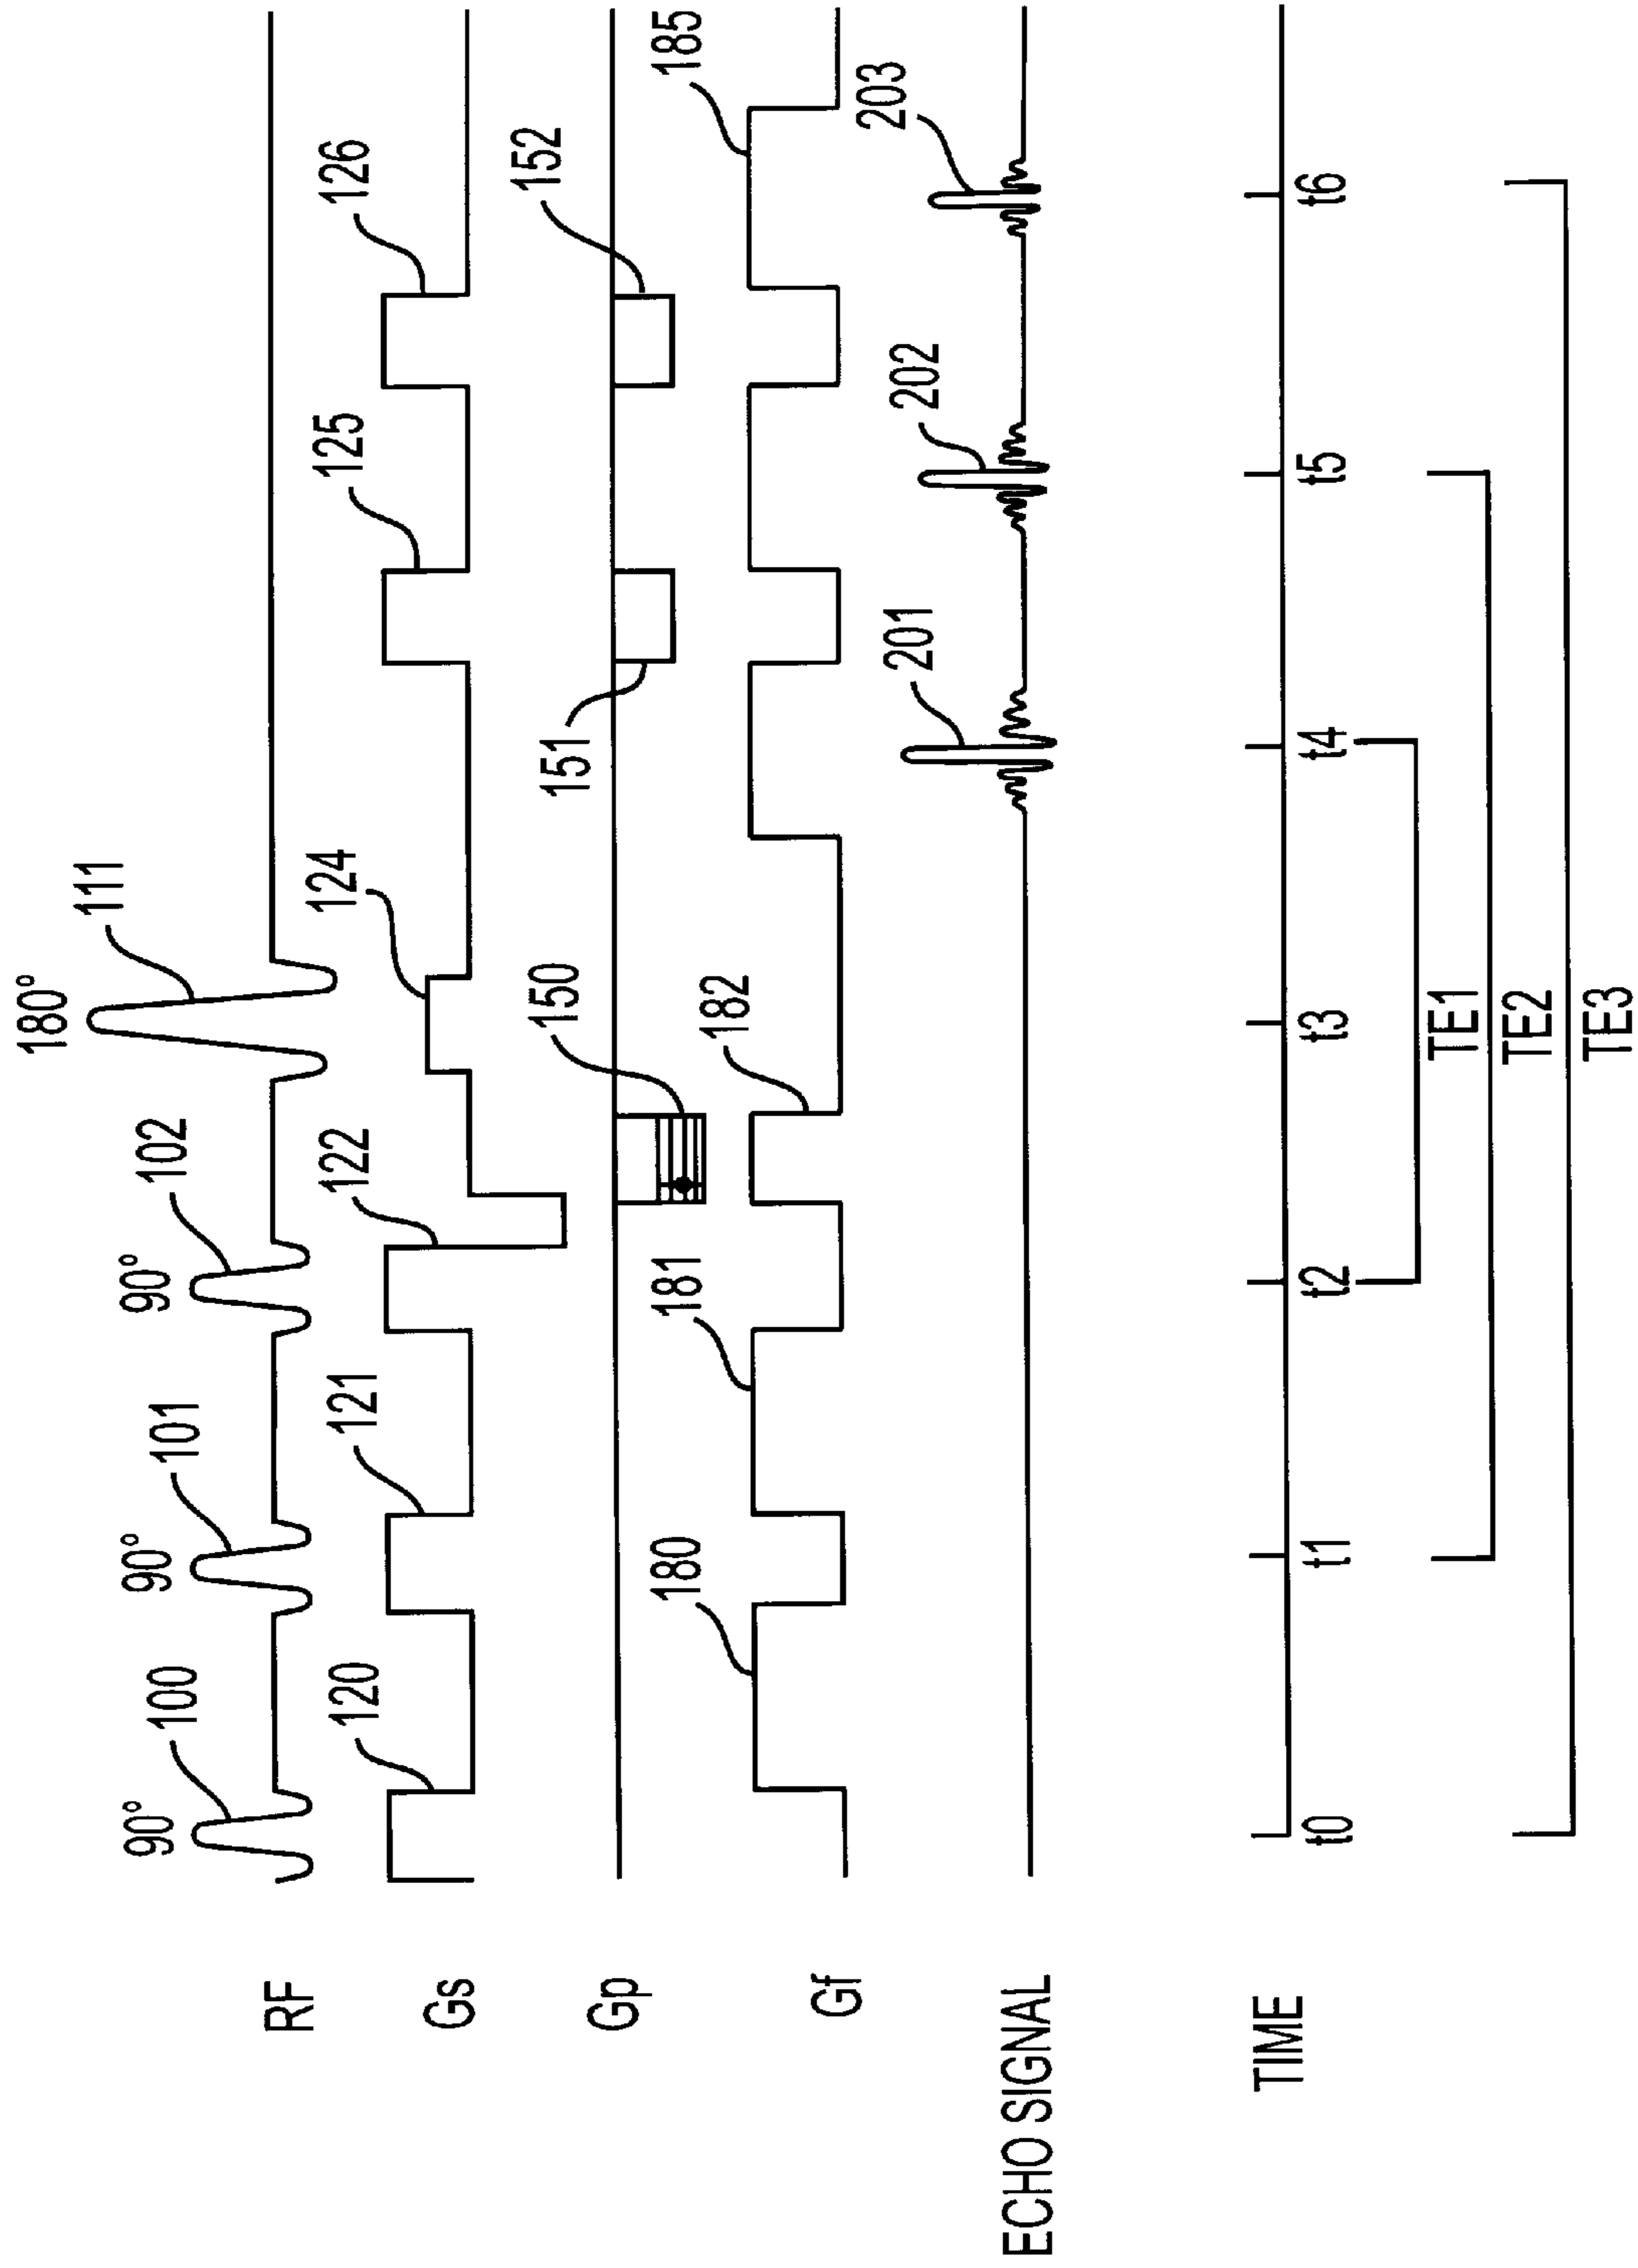 RF
90°
100
90°
101
90°
102
180°
111
Gs
120
121
122
124
125
126
Gp
150
151
152
Gf
180
181
182
185
ECHO SIGNAL
201
202
203
TIME
t0
t1
t2
t3
t4
t5
t6
TE1
TE2
TE3